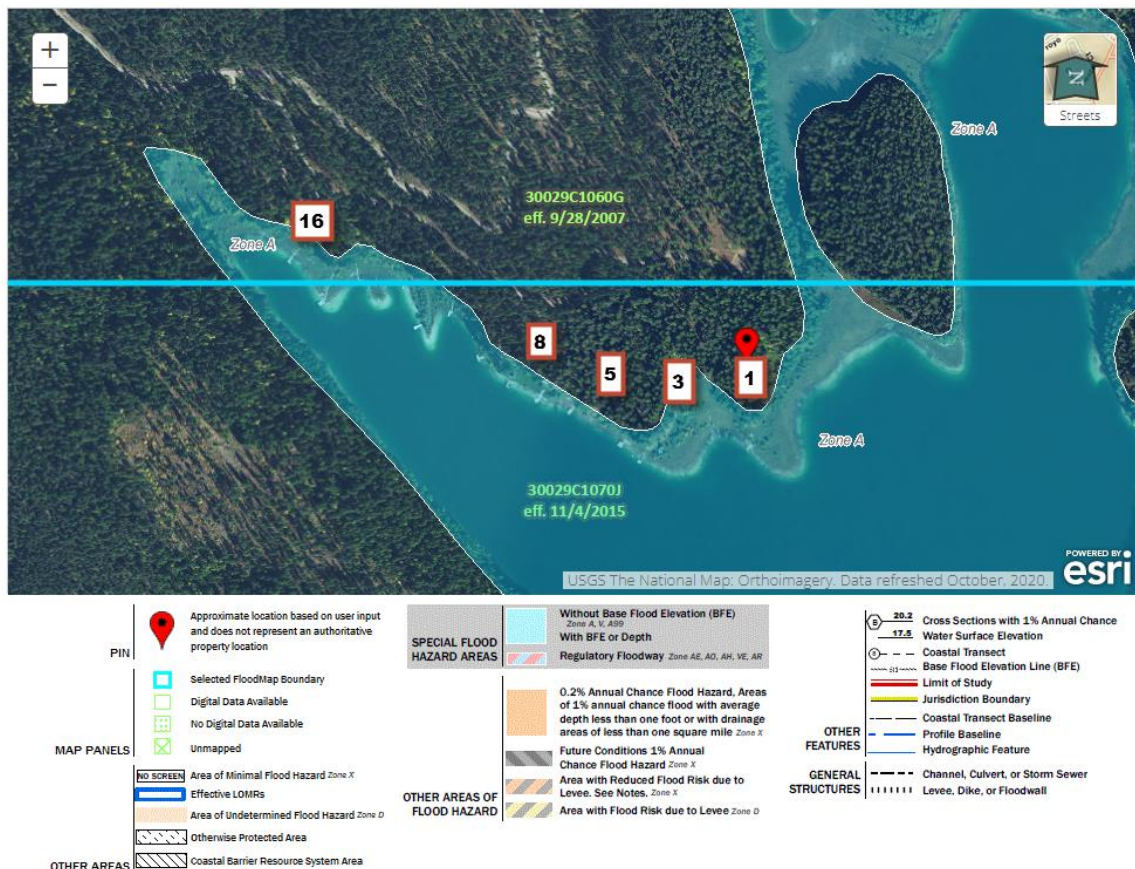 +
−
royo
N
Streets
Zone A
30029C1060G
eff. 9/28/2007
16
Zone A
8
5
3
1
Zone A
30029C1070J
eff. 11/4/2015
USGS The National Map: Orthoimagery. Data refreshed October, 2020.
POWERED BY
esri
PIN
Approximate location based on user input
and does not represent an authoritative
property location
MAP PANELS
Selected FloodMap Boundary
Digital Data Available
No Digital Data Available
Unmapped
OTHER AREAS
NO SCREEN Area of Minimal Flood Hazard Zone X
Effective LOMRs
Area of Undetermined Flood Hazard Zone D
Otherwise Protected Area
Coastal Barrier Resource System Area
SPECIAL FLOOD
HAZARD AREAS
Without Base Flood Elevation (BFE)
Zone A, V, A99
With BFE or Depth
Regulatory Floodway Zone AE, AO, AH, VE, AR
OTHER AREAS OF
FLOOD HAZARD
0.2% Annual Chance Flood Hazard, Areas
of 1% annual chance flood with average
depth less than one foot or with drainage
areas of less than one square mile Zone X
Future Conditions 1% Annual
Chance Flood Hazard Zone X
Area with Reduced Flood Risk due to
Levee. See Notes. Zone X
Area with Flood Risk due to Levee Zone D
OTHER
FEATURES
B 20.2 Cross Sections with 1% Annual Chance
17.5 Water Surface Elevation
8 Coastal Transect
513 Base Flood Elevation Line (BFE)
Limit of Study
Jurisdiction Boundary
Coastal Transect Baseline
Profile Baseline
Hydrographic Feature
GENERAL
STRUCTURES
Channel, Culvert, or Storm Sewer
Levee, Dike, or Floodwall